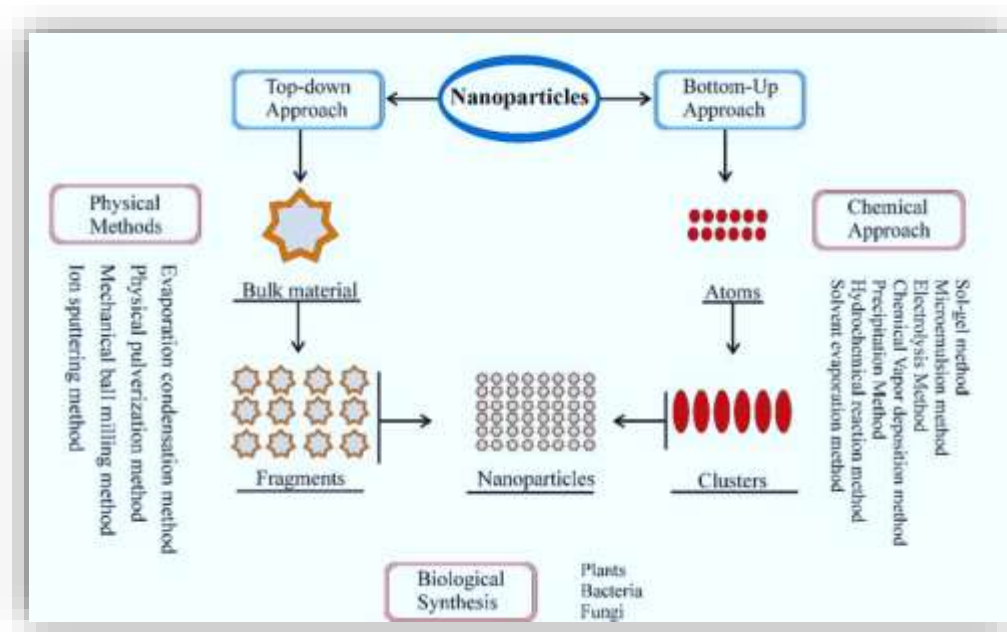 Nanoparticles
Top-down
Approach
Bottom-Up
Approach
Physical
Methods
Evaporation condensation method
Physical pulverization method
Mechanical ball milling method
Ion sputtering method
Bulk material
Fragments
Nanoparticles
Atoms
Clusters
Chemical
Approach
Sol-gel method
Microemulsion method
Electrolysis Method
Chemical Vapor deposition method
Precipitation Method
Hydrochemical reaction method
Solvent evaporation method
Biological
Synthesis
Plants
Bacteria
Fungi